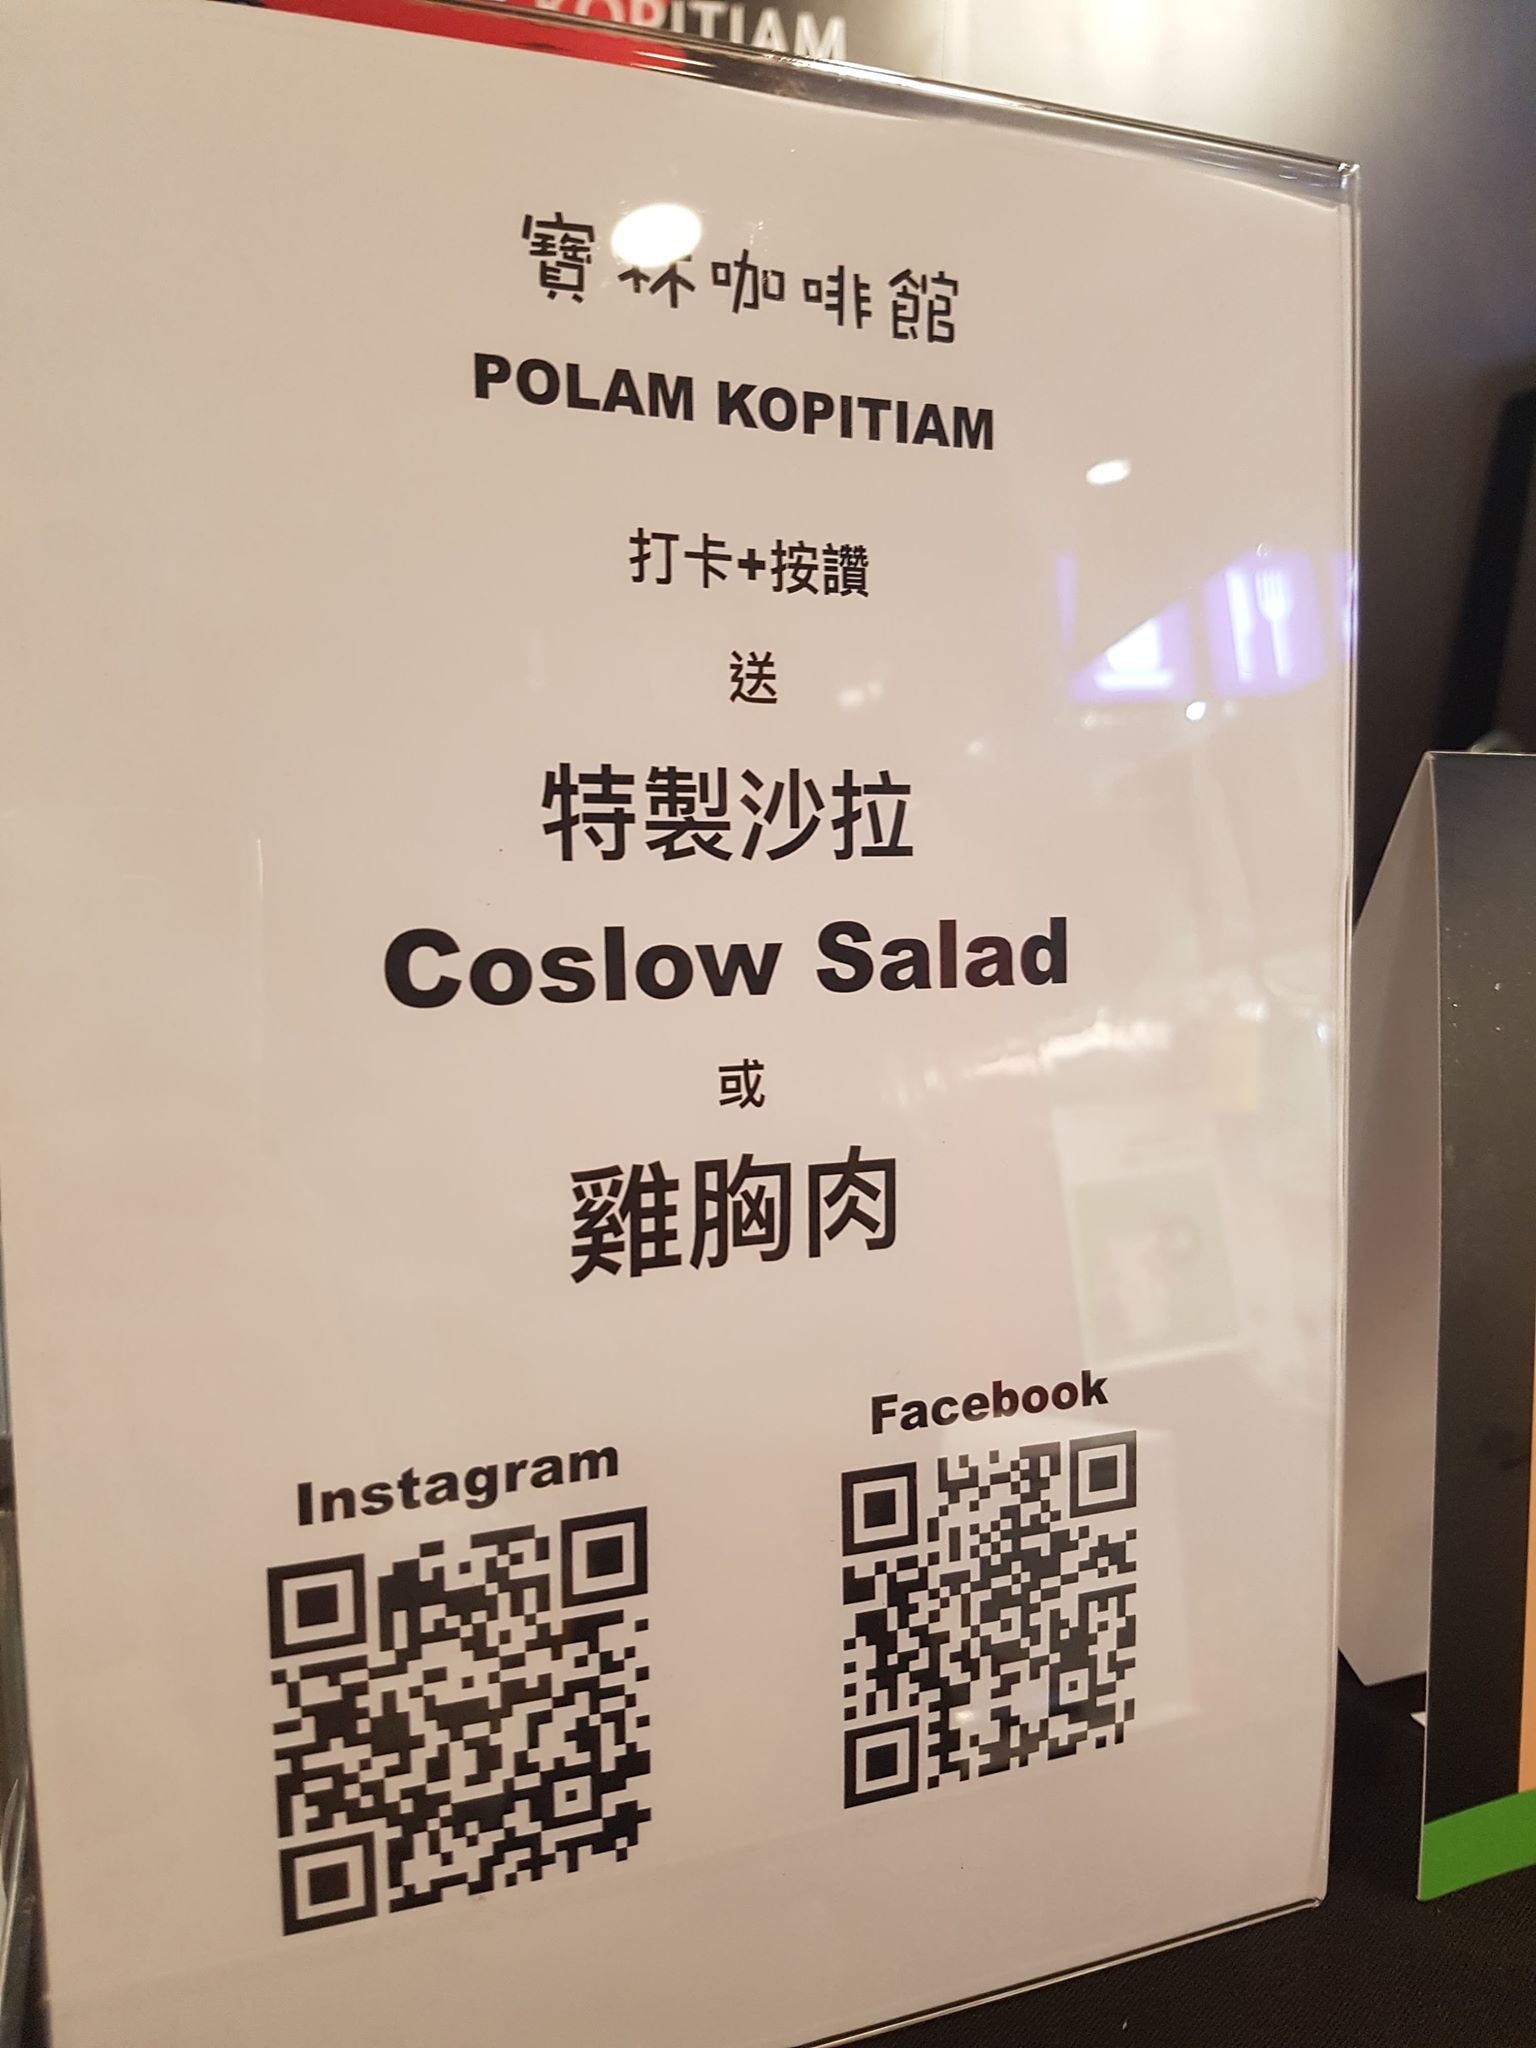 KOPITIAM
寶林咖啡館
POLAM KOPITIAM
打卡+按讚
送
特製沙拉
Coslow Salad
或
雞胸肉
Facebook
Instagram